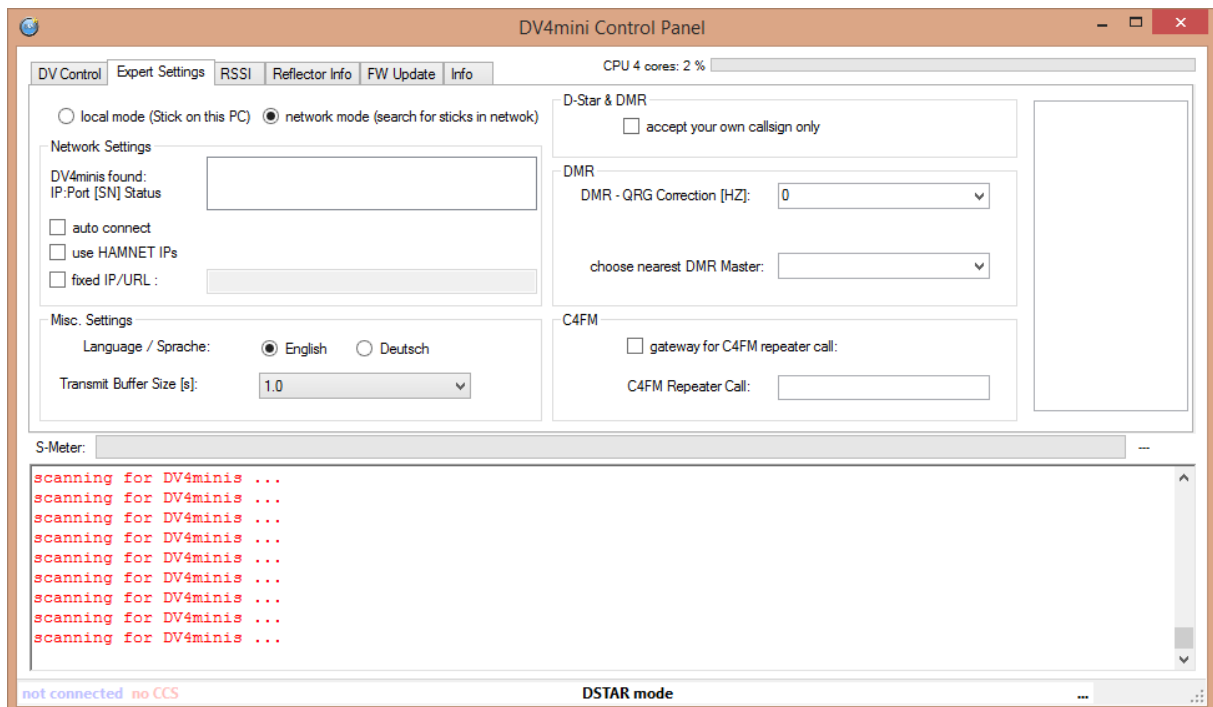 DV4mini Control Panel
DV Control
Expert Settings
RSSI
Reflector Info
FW Update
Info
CPU 4 cores: 2 %
local mode (Stick on this PC)
network mode (search for sticks in netwok)
Network Settings
DV4minis found:
IP:Port [SN] Status
auto connect
use HAMNET IPs
fixed IP/URL :
Misc. Settings
Language / Sprache:
English
Deutsch
Transmit Buffer Size [s]:
1.0
D-Star & DMR
accept your own callsign only
DMR
DMR - QRG Correction [HZ]:
0
choose nearest DMR Master:
C4FM
gateway for C4FM repeater call:
C4FM Repeater Call:
S-Meter:
---
scanning for DV4minis ...
scanning for DV4minis ...
scanning for DV4minis ...
scanning for DV4minis ...
scanning for DV4minis ...
scanning for DV4minis ...
scanning for DV4minis ...
scanning for DV4minis ...
scanning for DV4minis ...
not connected no CCS
DSTAR mode
...